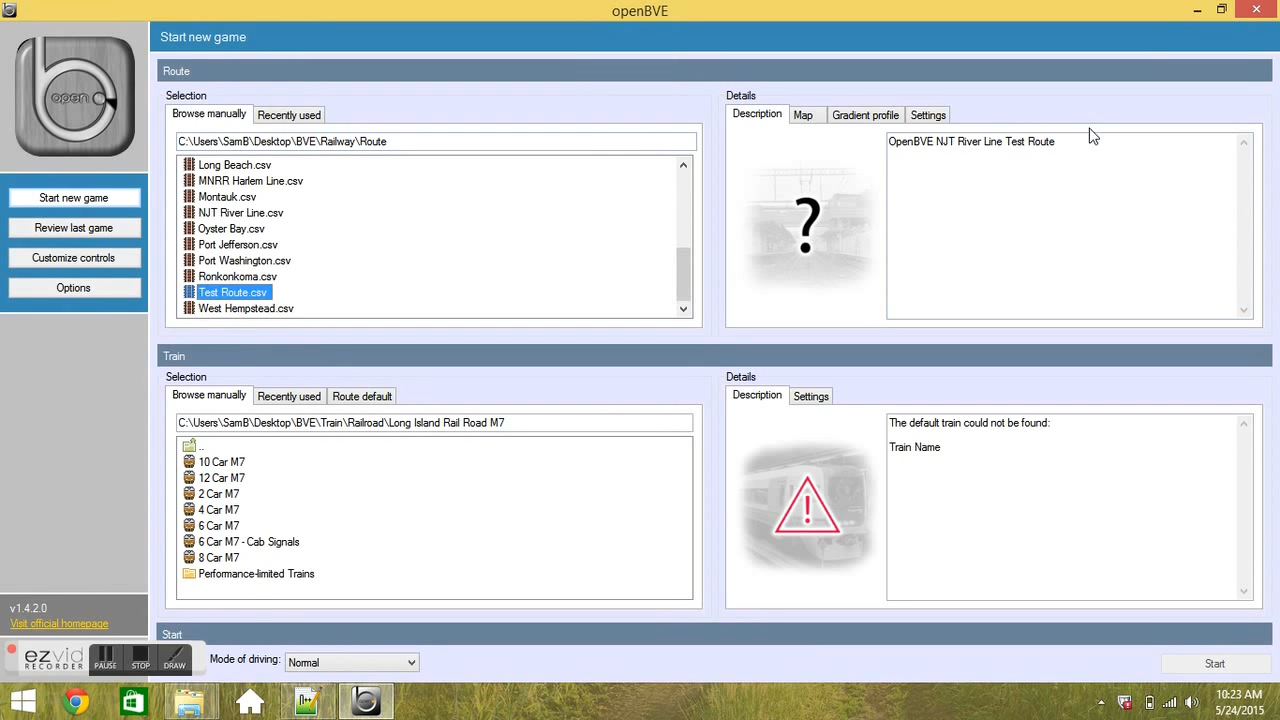 openBVE
open
Start new game
Review last game
Customize controls
Options
v1.4.2.0
Visit official homepage
Start new game
Route
Selection
Browse manually
Recently used
C:\Users\SamB\Desktop\BVE\Railway\Route
Long Beach.csv
MNRR Harlem Line.csv
Montauk.csv
NJT River Line.csv
Oyster Bay.csv
Port Jefferson.csv
Port Washington.csv
Ronkonkoma.csv
Test Route.csv
West Hempstead.csv
Details
Description
Map
Gradient profile
Settings
?
OpenBVE NJT River Line Test Route
Train
Selection
Browse manually
Recently used
Route default
C:\Users\SamB\Desktop\BVE\Train\Railroad\Long Island Rail Road M7
..
10 Car M7
12 Car M7
2 Car M7
4 Car M7
6 Car M7
6 Car M7 - Cab Signals
8 Car M7
Performance-limited Trains
Details
Description
Settings
!
The default train could not be found:
Train Name
Start
Mode of driving:
Normal
Start
ezvid
RECORDER
PAUSE
STOP
DRAW
10:23 AM
5/24/2015